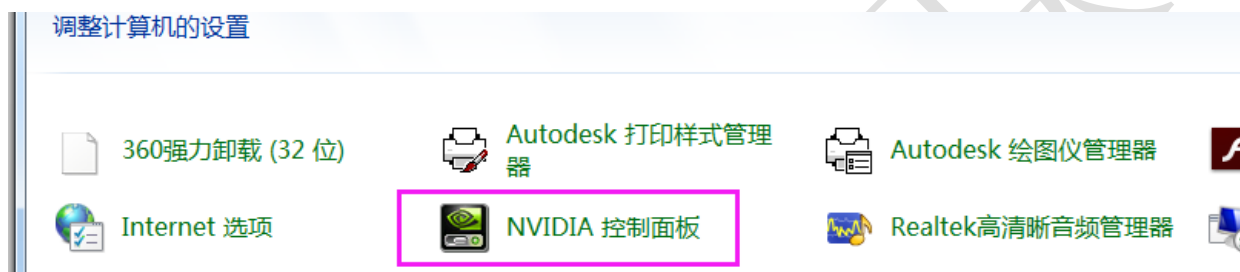 调整计算机的设置
360强力卸载 (32 位)
Autodesk 打印样式管理
器
Autodesk 绘图仪管理器
Internet 选项
NVIDIA 控制面板
Realtek高清晰音频管理器